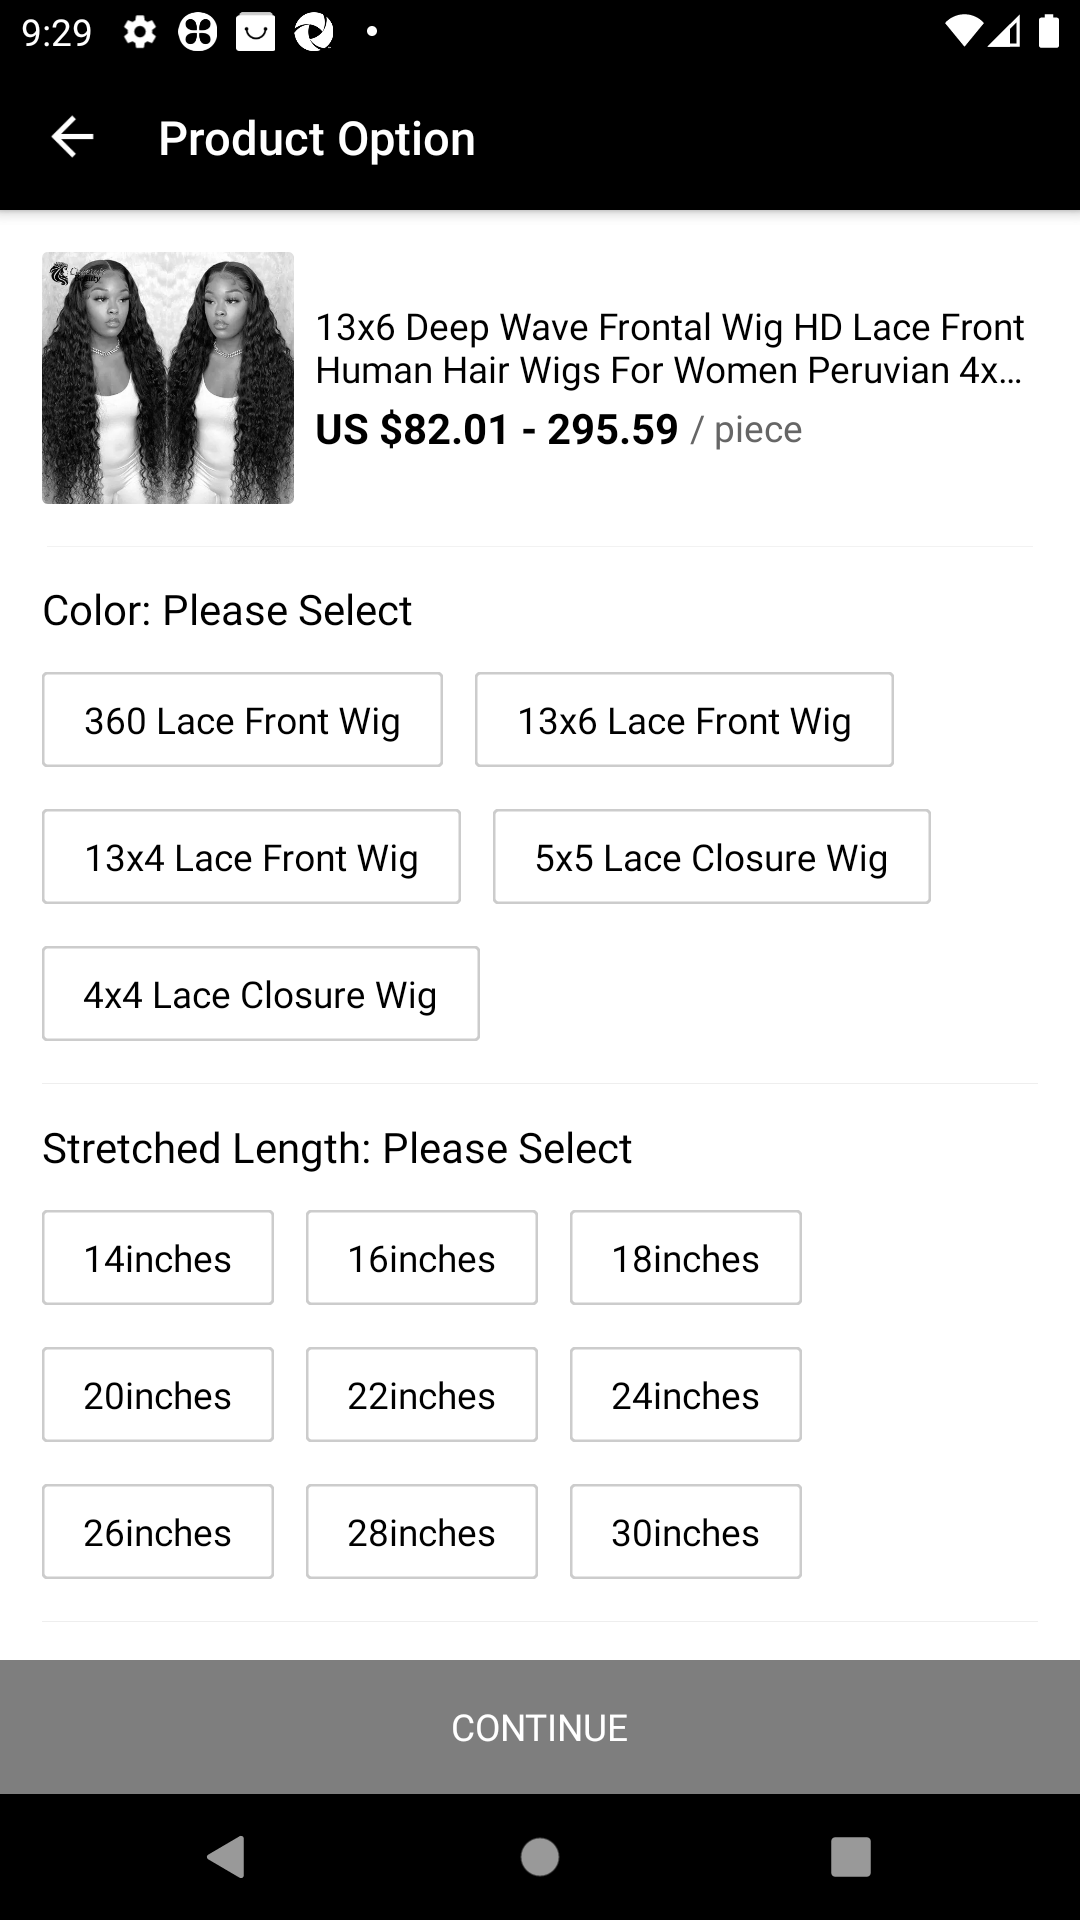 9:29
Product Option
13x6 Deep Wave Frontal Wig HD Lace Front
Human Hair Wigs For Women Peruvian 4x...
US $82.01 - 295.59 / piece
Color: Please Select
360 Lace Front Wig
13x6 Lace Front Wig
13x4 Lace Front Wig
5x5 Lace Closure Wig
4x4 Lace Closure Wig
Stretched Length: Please Select
14inches
16inches
18inches
20inches
22inches
24inches
26inches
28inches
30inches
CONTINUE